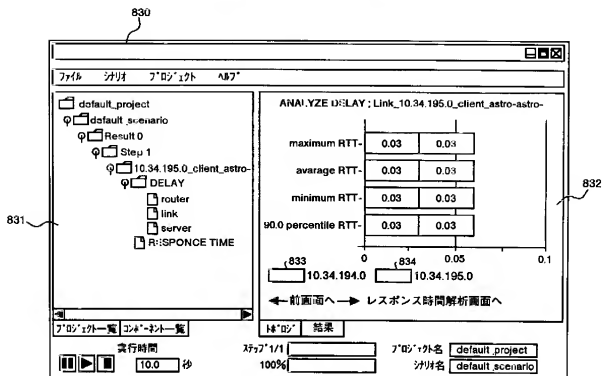 830
ファイル シナリオ プロジェクト ヘルプ
default_project
default_scenario
Result 0
Step 1
10.34.195.0_client_astro-
DELAY
router
link
server
RESPONCE TIME
831
プロジェクト一覧 コンポーネント一覧
ANALYZE DELAY ; Link_10.34.195.0_client_astro-astro-
maximum RTT- 0.03 0.03
avarage RTT- 0.03 0.03
minimum RTT- 0.03 0.03
90.0 percentile RTT- 0.03 0.03
0 0.05 0.1
832
833 10.34.194.0 834 10.34.195.0
前画面へ レスポンス時間解析画面へ
トポロジ 結果
実行時間
10.0 秒
ステップ1/1
100%
プロジェクト名 default_project
シナリオ名 default_scenario